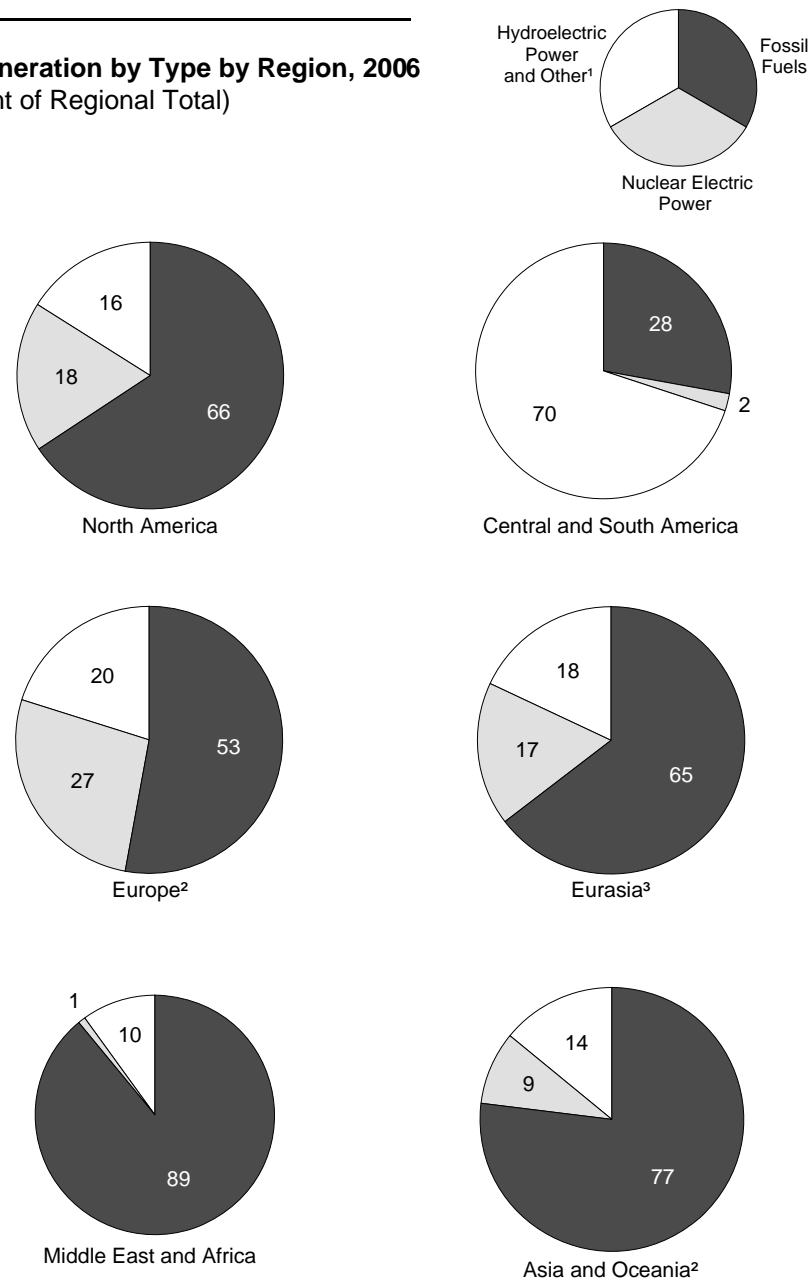 neration by Type by Region, 2006
nt of Regional Total)
Hydroelectric
Power
and Other¹
Fossil
Fuels
Nuclear Electric
Power
16
18
66
North America
28
2
70
Central and South America
20
27
53
Europe²
18
17
65
Eurasia³
1
10
89
Middle East and Africa
14
9
77
Asia and Oceania²